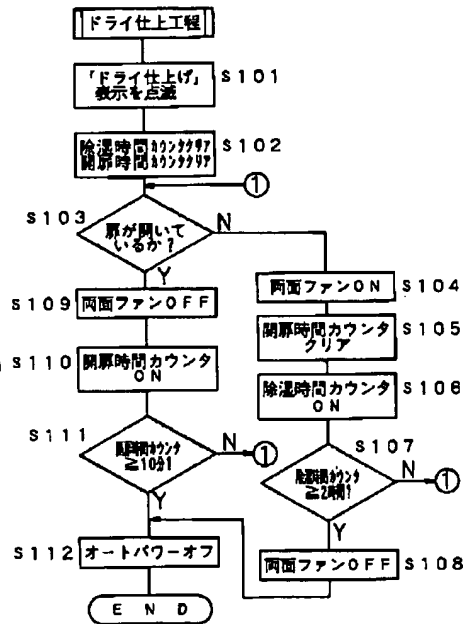 ドライ仕上工程
「ドライ仕上げ」
表示を点滅
S101
除湿時間カウンタクリア
開扉時間カウンタクリア
S102
①
S103
扉が開いて
いるか?
N
Y
S109
両面ファンOFF
S110
開扉時間カウンタ
ON
S111
開扉時間カウンタ
≧10分?
N
①
Y
S112
オートパワーオフ
END
両面ファンON
S104
開扉時間カウンタ
クリア
S105
除湿時間カウンタ
ON
S106
S107
除湿時間カウンタ
≧2時間?
N
①
Y
両面ファンOFF
S108